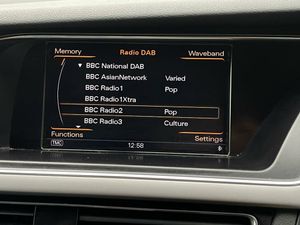 Memory Radio DAB Waveband
BBC National DAB
BBC AsianNetwork Varied
BBC Radio1 Pop
BBC Radio1Xtra
BBC Radio2 Pop
BBC Radio3 Culture
Functions Settings
TMC 12:58